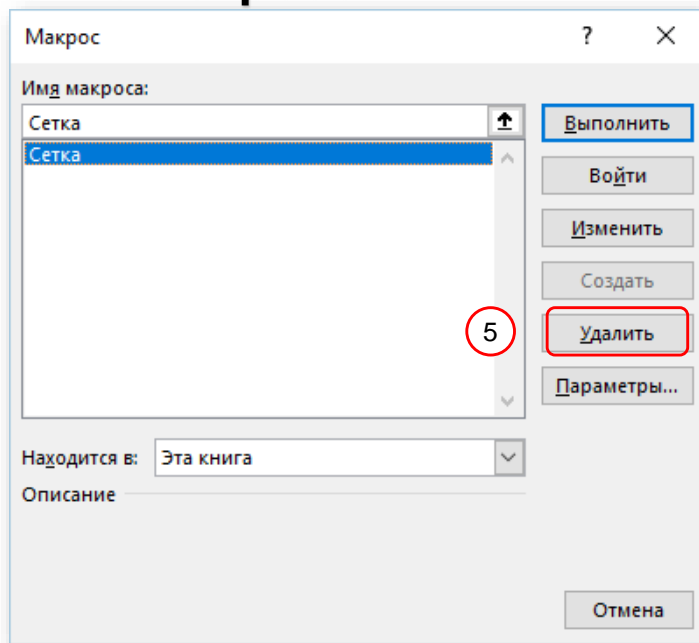 Макрос
?
Имя макроса:
Сетка
Выполнить
Сетка
Войти
Изменить
Создать
5
Удалить
Параметры...
Находится в:
Эта книга
Описание
Отмена